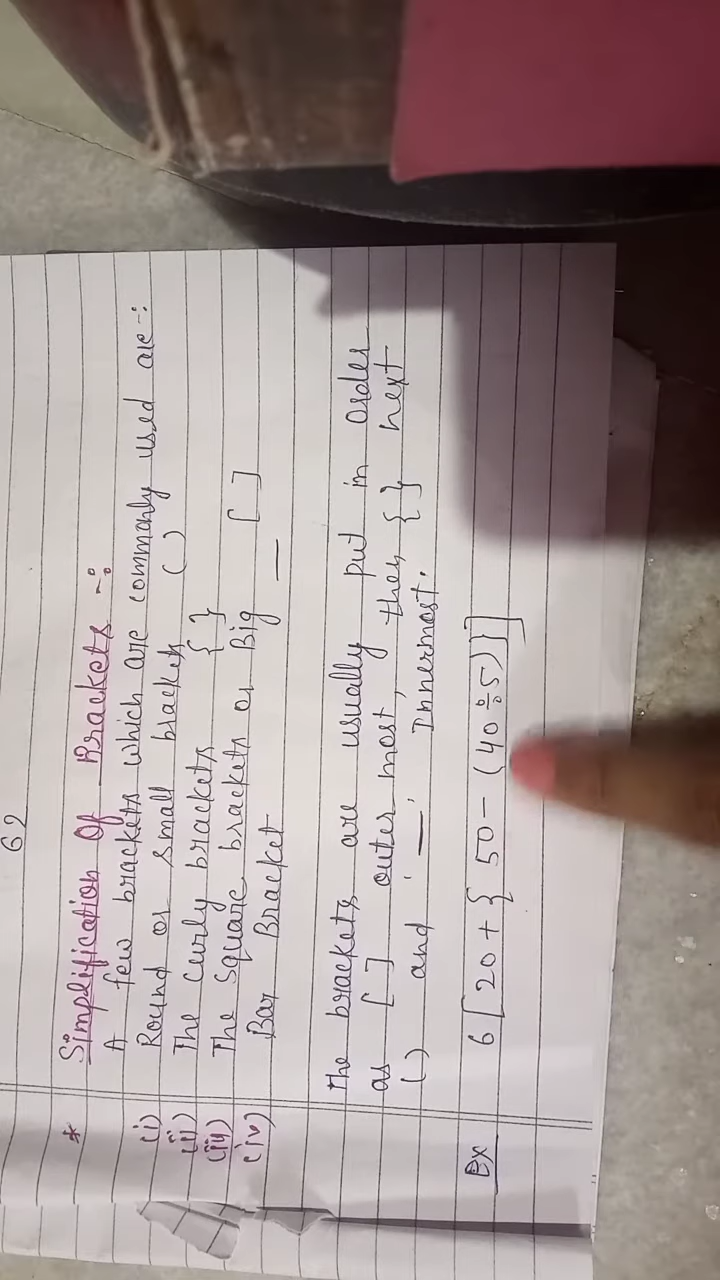 62
* Simplification Of Brackets -:
A few brackets which are commonly used are -:
(i) Round or small brackets ( )
(ii) The curly brackets { }
(iii) The square brackets or Big [ ]
(iv) Bar Bracket —
The brackets are usually put in order
as [ ] outer most, then { } next
( ) and '—' Innermost.
Ex 6[20+{50-(40÷5)}]